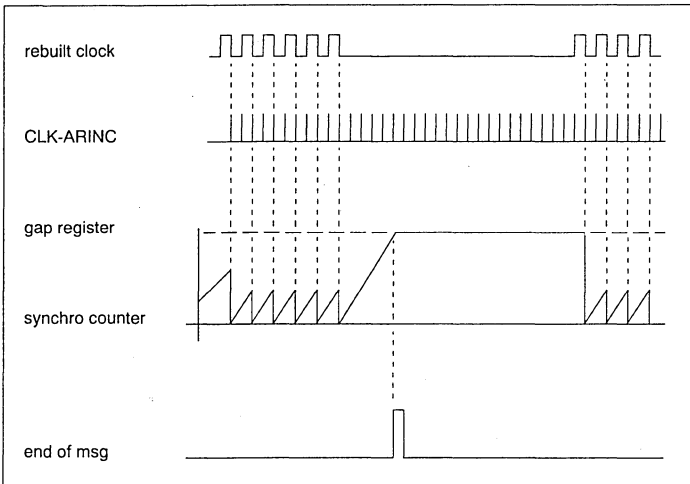 rebuilt clock
CLK-ARINC
gap register
synchro counter
end of msg